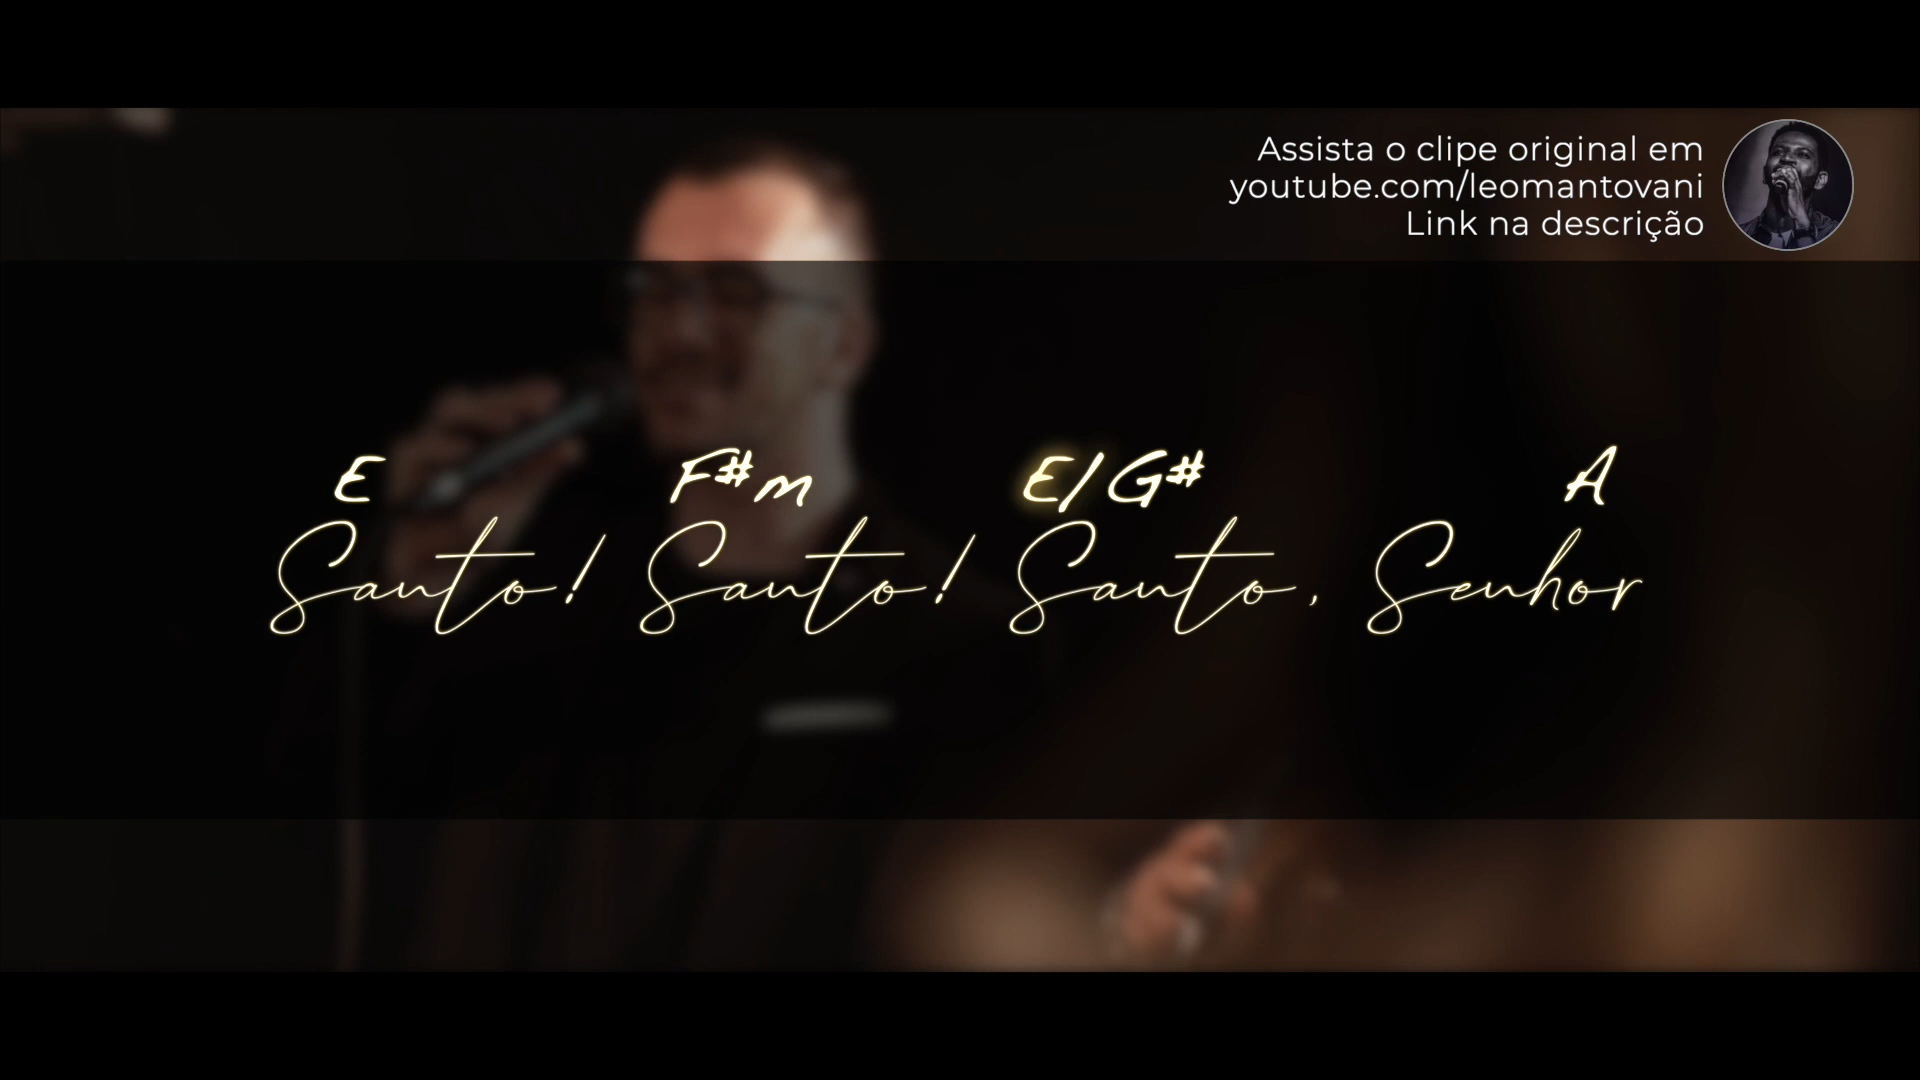 Assista o clipe original em
youtube.com/leomantovani
Link na descrição
E F#m E/G# A
Santo! Santo! Santo, Senhor